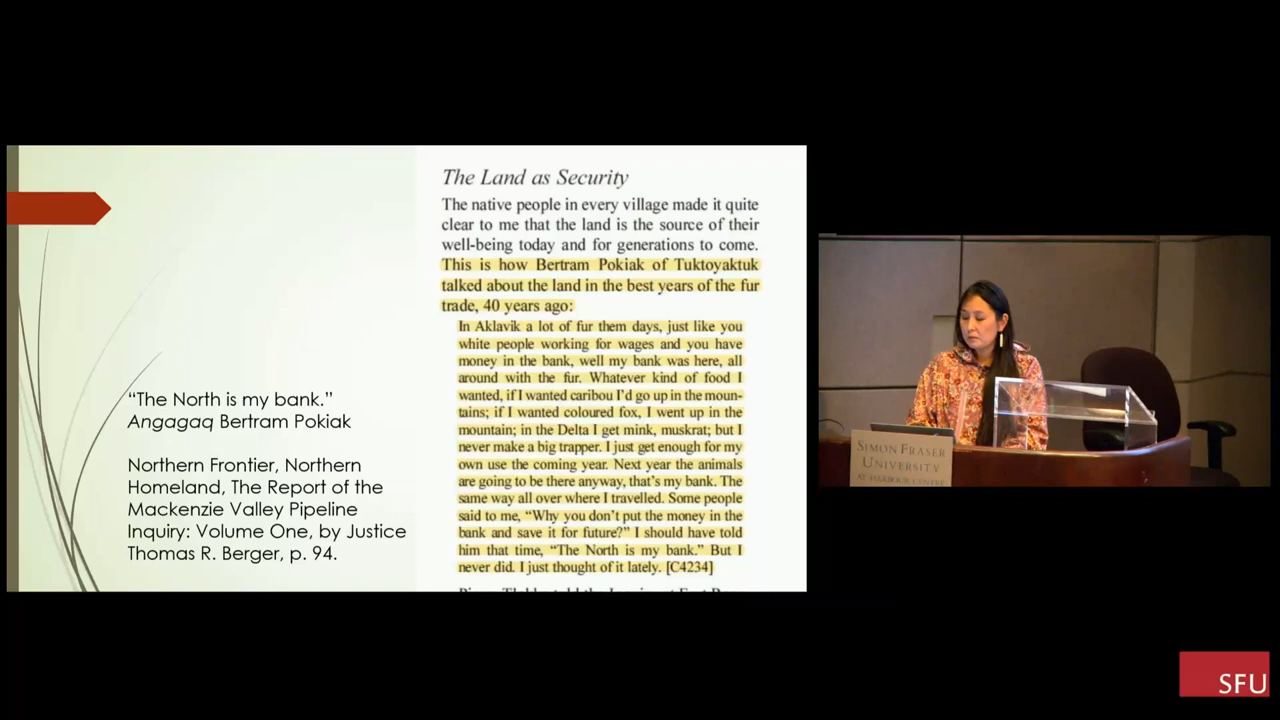 The Land as Security
The native people in every village made it quite
clear to me that the land is the source of their
well-being today and for generations to come.
This is how Bertram Pokiak of Tuktoyaktuk
talked about the land in the best years of the fur
trade, 40 years ago:
In Aklavik a lot of fur them days, just like you
white people working for wages and you have
money in the bank, well my bank was here, all
around with the fur. Whatever kind of food I
wanted, if I wanted caribou I'd go up in the moun-
tains; if I wanted coloured fox, I went up in the
mountain; in the Delta I get mink, muskrat; but I
never make a big trapper. I just get enough for my
own use the coming year. Next year the animals
are going to be there anyway, that's my bank. The
same way all over where I travelled. Some people
said to me, "Why you don't put the money in the
bank and save it for future?" I should have told
him that time, "The North is my bank." But I
never did. I just thought of it lately. [C4234]
“The North is my bank.”
Angagaq Bertram Pokiak
Northern Frontier, Northern
Homeland, The Report of the
Mackenzie Valley Pipeline
Inquiry: Volume One, by Justice
Thomas R. Berger, p. 94.
SIMON FRASER
UNIVERSITY
AT HARBOUR CENTRE
SFU